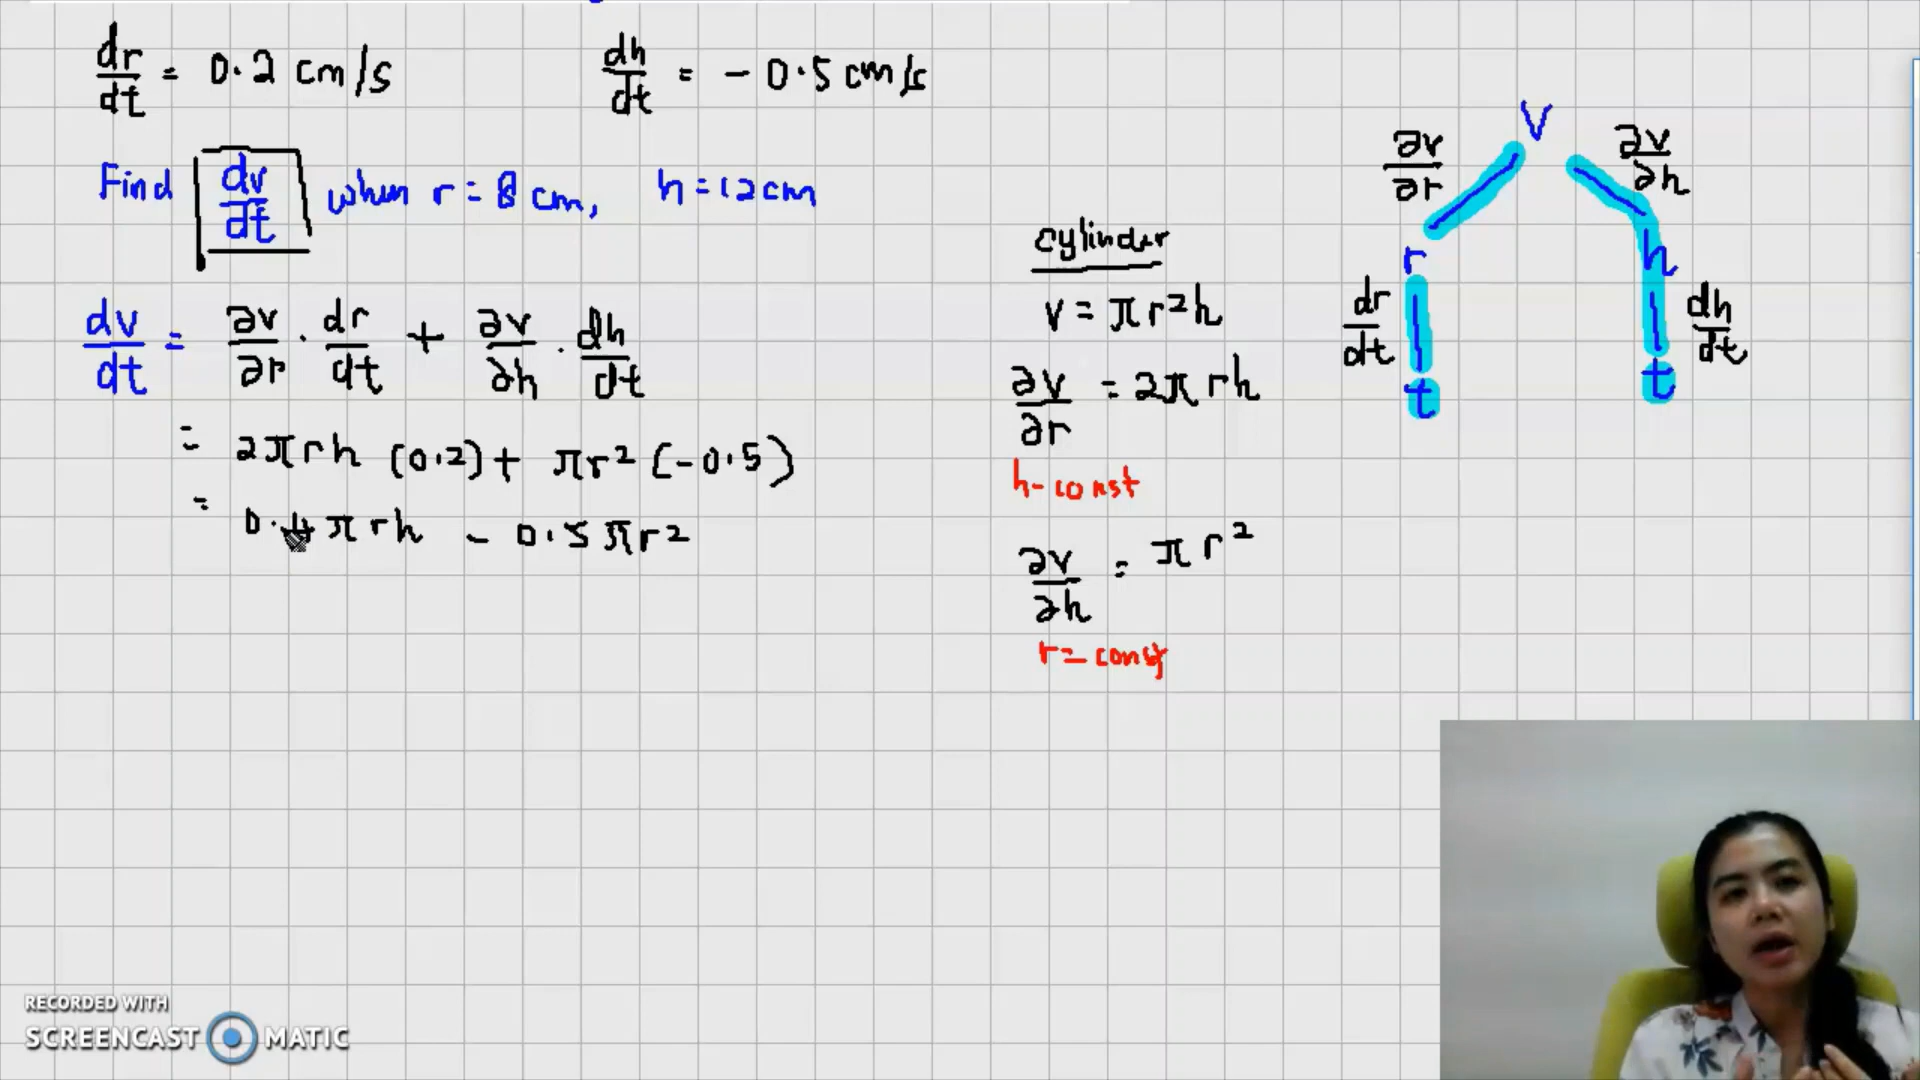 dr/dt = 0.2 cm/s
dh/dt = -0.5 cm/s
Find dv/dt when r = 8 cm, h = 12 cm
dv/dt = ∂v/∂r · dr/dt + ∂v/∂h · dh/dt
= 2πrh (0.2) + πr² (-0.5)
= 0.4πrh - 0.5πr²
cylinder
v = πr²h
∂v/∂r = 2πrh
h-const
∂v/∂h = πr²
r = const
V
∂v/∂r
∂v/∂h
r
h
dr/dt
dh/dt
t
t
RECORDED WITH
SCREENCAST MATIC